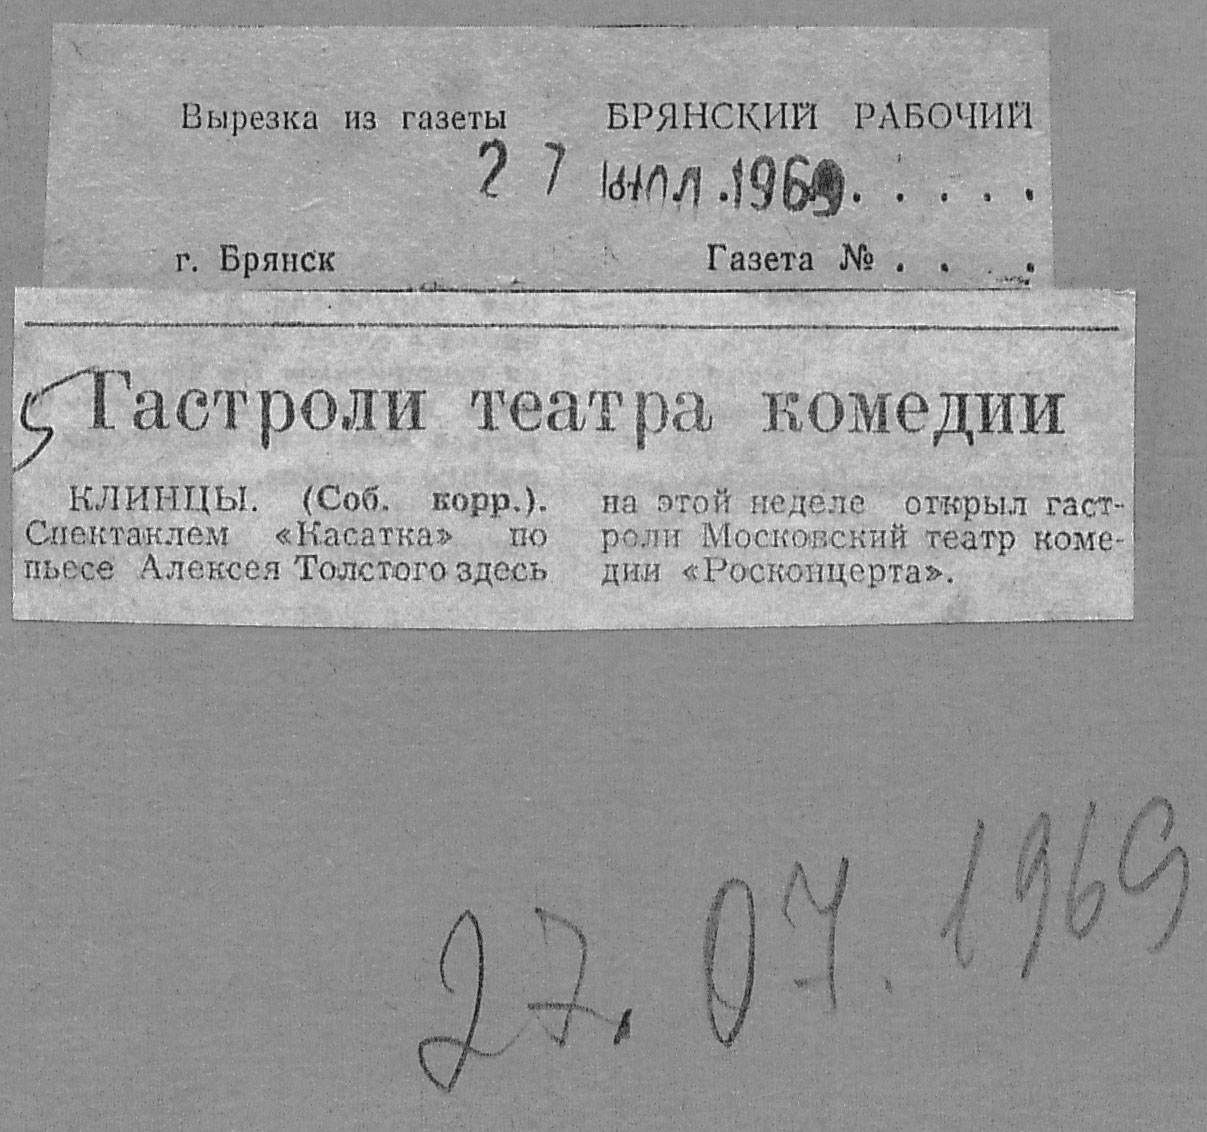 Вырезка из газеты БРЯНСКИЙ РАБОЧИЙ
27 ИЮЛ .1969. . . . .
г. Брянск Газета № . . .
Гастроли театра комедии
КЛИНЦЫ. (Соб. корр.).
Спектаклем «Касатка» по
пьесе Алексея Толстого здесь
на этой неделе открыл гаст-
роли Московский театр коме-
дии «Росконцерта».
27. 07. 1969